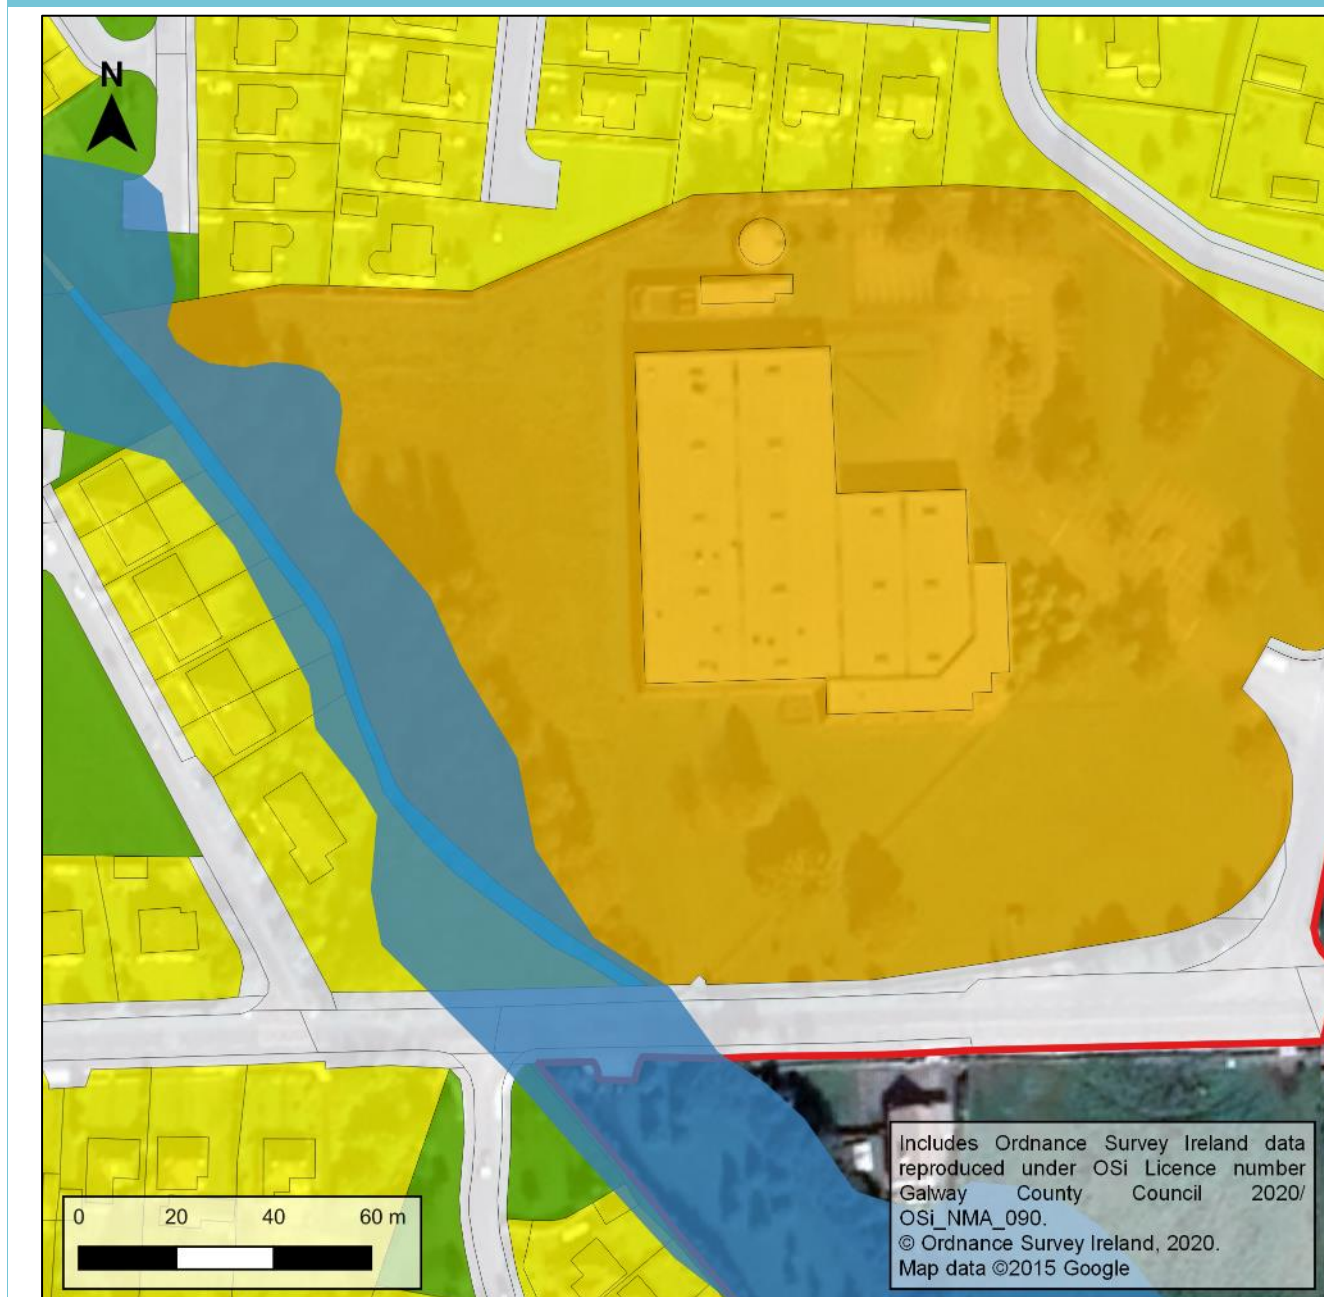 N
0 20 40 60 m
Includes Ordnance Survey Ireland data
reproduced under OSi Licence number
Galway County Council 2020/
OSi_NMA_090.
© Ordnance Survey Ireland, 2020.
Map data ©2015 Google